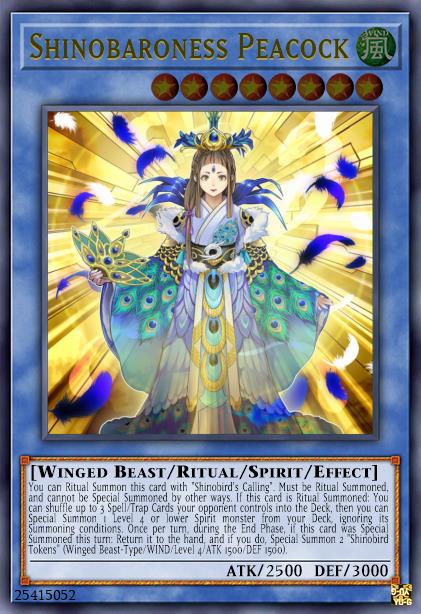 SHINOBARONESS PEACOCK
WIND
風
[WINGED BEAST/RITUAL/SPIRIT/EFFECT]
You can Ritual Summon this card with "Shinobird's Calling". Must be Ritual Summoned,
and cannot be Special Summoned by other ways. If this card is Ritual Summoned: You
can shuffle up to 3 Spell/Trap Cards your opponent controls into the Deck, then you can
Special Summon 1 Level 4 or lower Spirit monster from your Deck, ignoring its
Summoning conditions. Once per turn, during the End Phase, if this card was Special
Summoned this turn: Return it to the hand, and if you do, Special Summon 2 "Shinobird
Tokens" (Winged Beast-Type/WIND/Level 4/ATK 1500/DEF 1500).
ATK/2500 DEF/3000
25415052